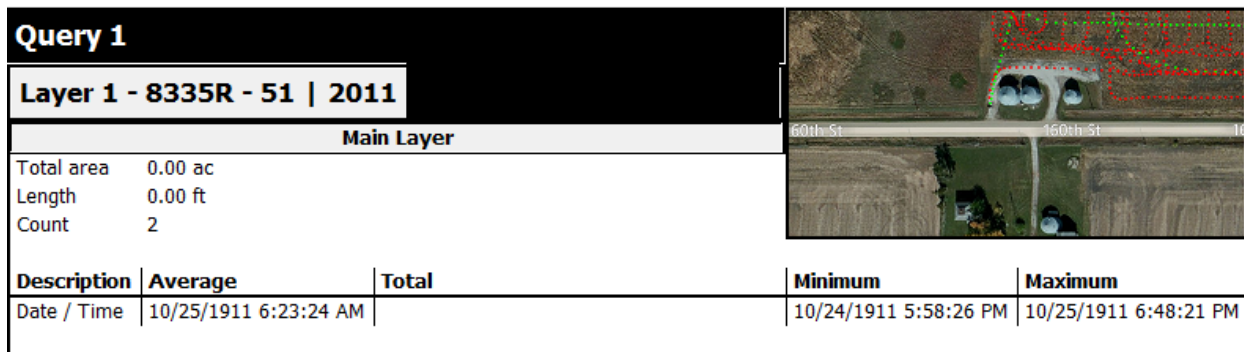 Query 1
Layer 1 - 8335R - 51 | 2011
Main Layer
Total area 0.00 ac
Length 0.00 ft
Count 2
60th St 160th St 10
Description Average Total Minimum Maximum
Date / Time 10/25/1911 6:23:24 AM 10/24/1911 5:58:26 PM 10/25/1911 6:48:21 PM